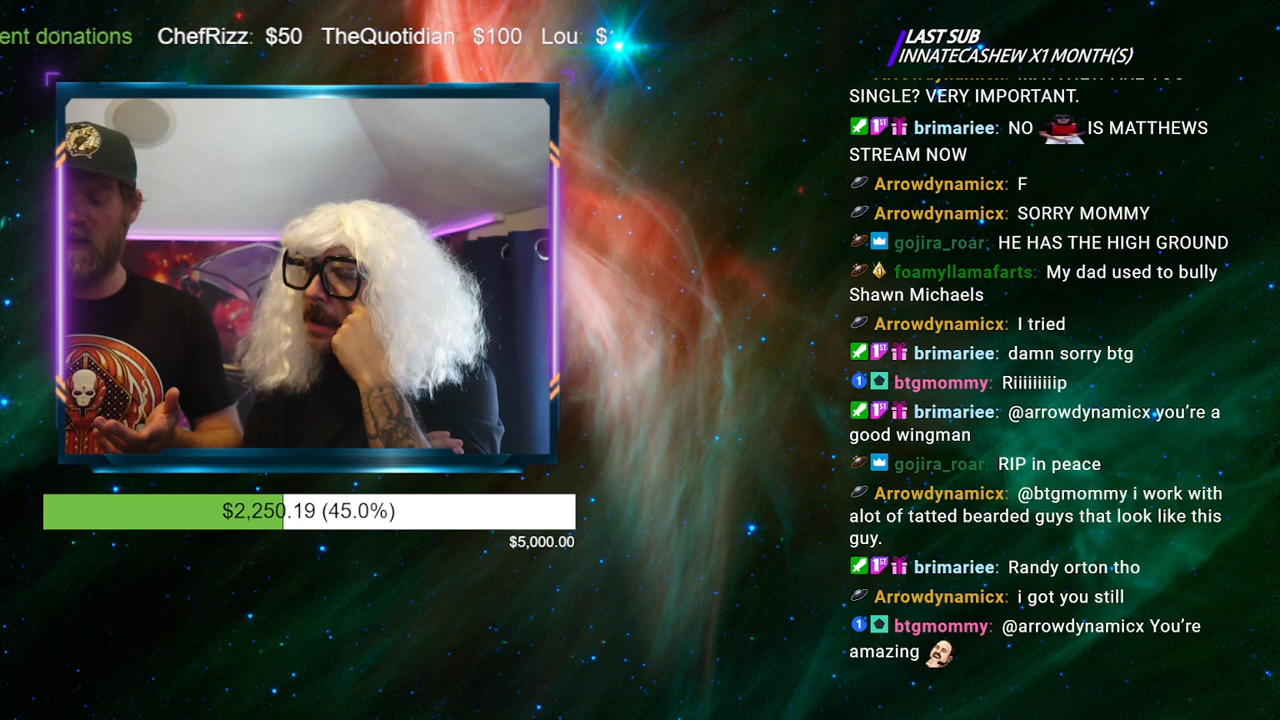 ent donations ChefRizz: $50 TheQuotidian $100 Lou: $
LAST SUB
INNATECASHEW X1 MONTH(S)
SINGLE? VERY IMPORTANT.
brimariee: NO IS MATTHEWS
STREAM NOW
Arrowdynamicx: F
Arrowdynamicx: SORRY MOMMY
gojira_roar: HE HAS THE HIGH GROUND
foamyllamafarts: My dad used to bully
Shawn Michaels
Arrowdynamicx: I tried
brimariee: damn sorry btg
btgmommy: Riiiiiiiiip
brimariee: @arrowdynamicx you're a
good wingman
gojira_roar: RIP in peace
Arrowdynamicx: @btgmommy i work with
alot of tatted bearded guys that look like this
guy.
brimariee: Randy orton tho
Arrowdynamicx: i got you still
btgmommy: @arrowdynamicx You're
amazing
$2,250.19 (45.0%)
$5,000.00